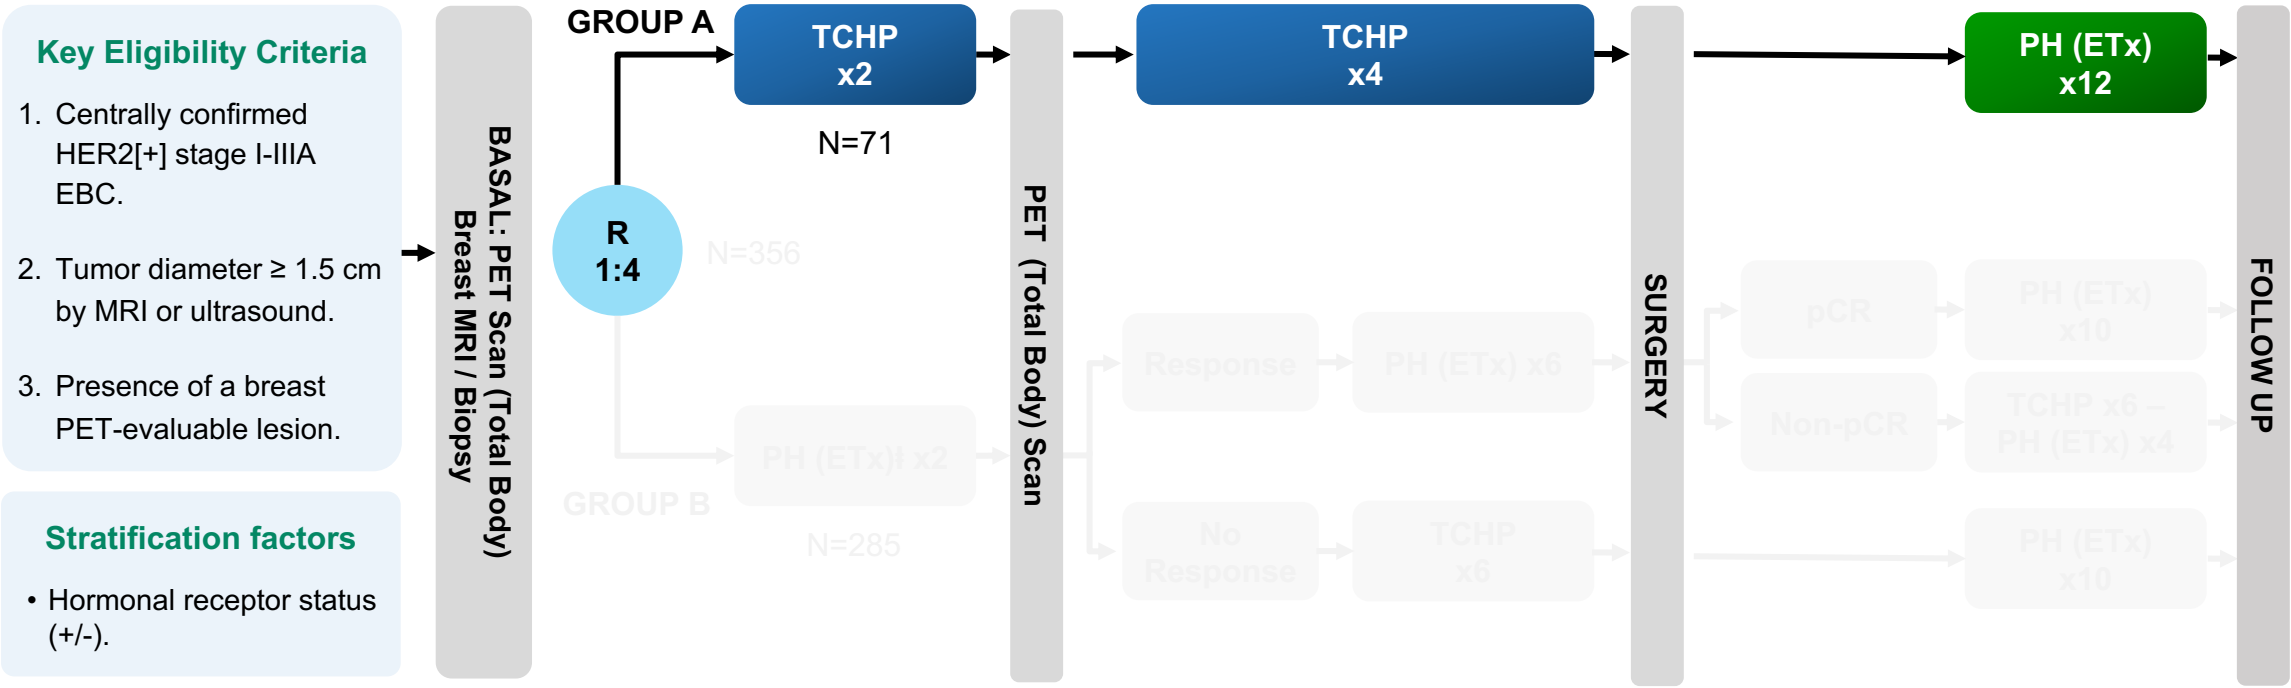 Key Eligibility Criteria
1. Centrally confirmed
HER2[+] stage I-IIIA
EBC.
2. Tumor diameter ≥ 1.5 cm
by MRI or ultrasound.
3. Presence of a breast
PET-evaluable lesion.
Stratification factors
• Hormonal receptor status
(+/-).
BASAL: PET Scan (Total Body)
Breast MRI / Biopsy
GROUP A
R
1:4
N=356
GROUP B
TCHP
x2
N=71
PH (ETx)ƚ x2
N=285
PET (Total Body) Scan
TCHP
x4
Response
PH (ETx) x6
No
Response
TCHP
x6
SURGERY
PH (ETx)
x12
pCR
PH (ETx)
x10
Non-pCR
TCHP x6 –
PH (ETx) x4
PH (ETx)
x10
FOLLOW UP